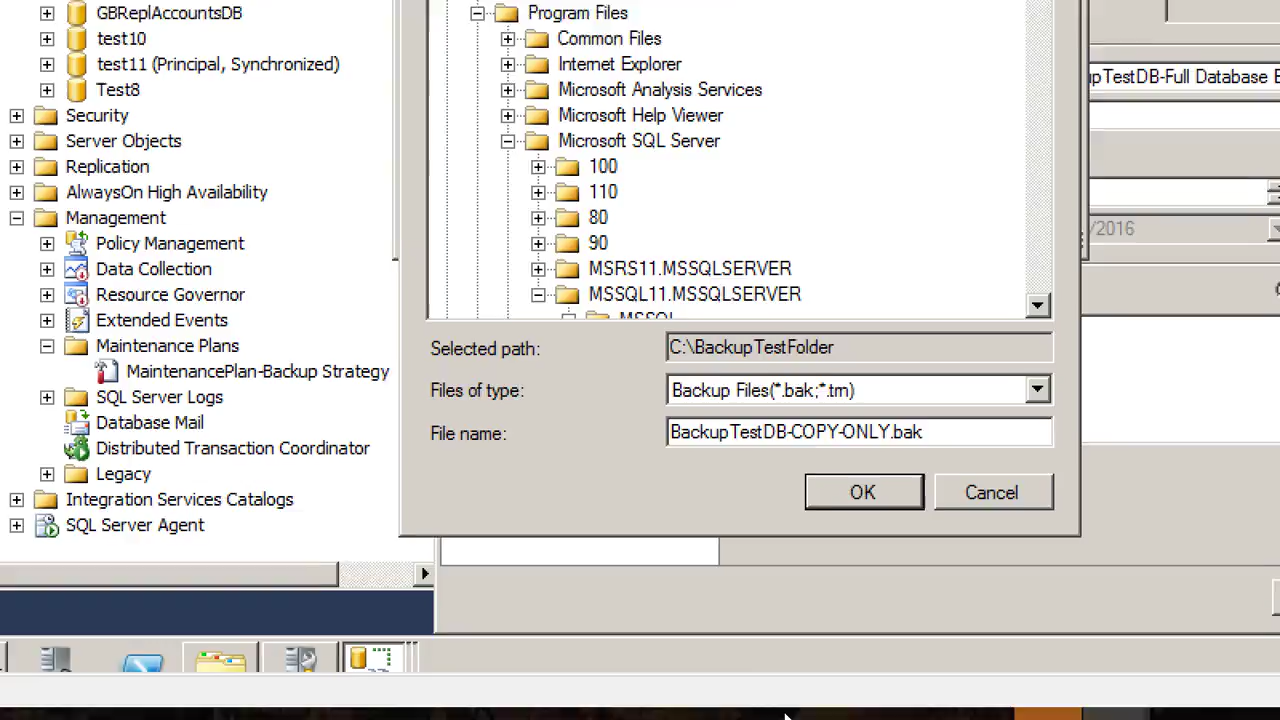 GBReplAccountsDB
test10
test11 (Principal, Synchronized)
Test8
Security
Server Objects
Replication
AlwaysOn High Availability
Management
Policy Management
Data Collection
Resource Governor
Extended Events
Maintenance Plans
MaintenancePlan-Backup Strategy
SQL Server Logs
Database Mail
Distributed Transaction Coordinator
Legacy
Integration Services Catalogs
SQL Server Agent
Program Files
Common Files
Internet Explorer
Microsoft Analysis Services
Microsoft Help Viewer
Microsoft SQL Server
100
110
80
90
MSRS11.MSSQLSERVER
MSSQL11.MSSQLSERVER
MSSQL
Selected path: C:\BackupTestFolder
Files of type: Backup Files(*.bak;*.trn)
File name: BackupTestDB-COPY-ONLY.bak
OK Cancel
upTestDB-Full Database
/2016